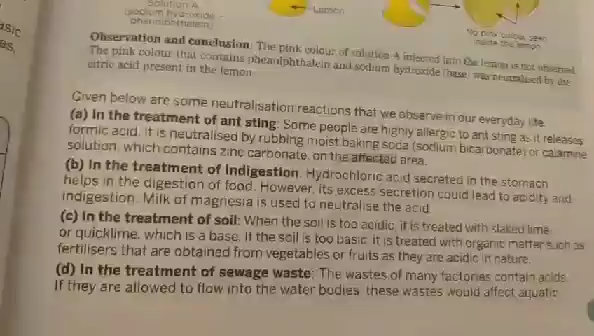 sic
es,
Solution A
(sodium hydroxide +
phenolphthalein)
Lemon
No pink colour seen
inside the lemon
Observation and conclusion: The pink colour of solution A injected into the lemon is not observed.
The pink colour that contains phenolphthalein and sodium hydroxide (base) was neutralised by the
citric acid present in the lemon.
Given below are some neutralisation reactions that we observe in our everyday life.
(a) In the treatment of ant sting: Some people are highly allergic to ant sting as it releases
formic acid. It is neutralised by rubbing moist baking soda (sodium bicarbonate) or calamine
solution, which contains zinc carbonate, on the affected area.
(b) In the treatment of Indigestion: Hydrochloric acid secreted in the stomach
helps in the digestion of food. However, its excess secretion could lead to acidity and
indigestion. Milk of magnesia is used to neutralise the acid.
(c) In the treatment of soil: When the soil is too acidic, it is treated with slaked lime
or quicklime, which is a base. If the soil is too basic, it is treated with organic matter such as
fertilisers that are obtained from vegetables or fruits as they are acidic in nature.
(d) In the treatment of sewage waste: The wastes of many factories contain acids.
If they are allowed to flow into the water bodies, these wastes would affect aquatic